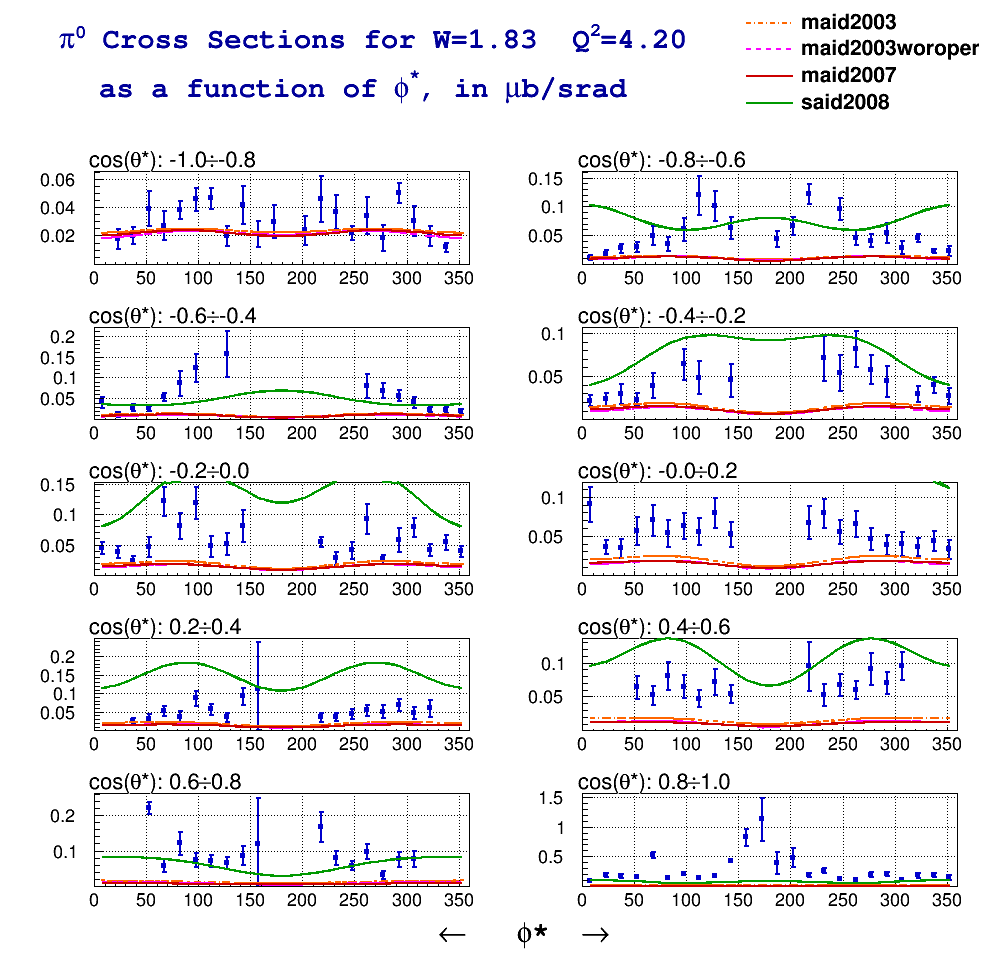 π⁰ Cross Sections for W=1.83 Q²=4.20
as a function of ϕ*, in μb/srad
maid2003
maid2003woroper
maid2007
said2008
cos(θ*): -1.0÷-0.8
0.06
0.04
0.02
0 50 100 150 200 250 300 350
cos(θ*): -0.8÷-0.6
0.15
0.1
0.05
0 50 100 150 200 250 300 350
cos(θ*): -0.6÷-0.4
0.2
0.15
0.1
0.05
0 50 100 150 200 250 300 350
cos(θ*): -0.4÷-0.2
0.1
0.05
0 50 100 150 200 250 300 350
cos(θ*): -0.2÷0.0
0.15
0.1
0.05
0 50 100 150 200 250 300 350
cos(θ*): -0.0÷0.2
0.1
0.05
0 50 100 150 200 250 300 350
cos(θ*): 0.2÷0.4
0.2
0.15
0.1
0.05
0 50 100 150 200 250 300 350
cos(θ*): 0.4÷0.6
0.1
0.05
0 50 100 150 200 250 300 350
cos(θ*): 0.6÷0.8
0.2
0.1
0 50 100 150 200 250 300 350
cos(θ*): 0.8÷1.0
1.5
1
0.5
0 50 100 150 200 250 300 350
← ϕ* →